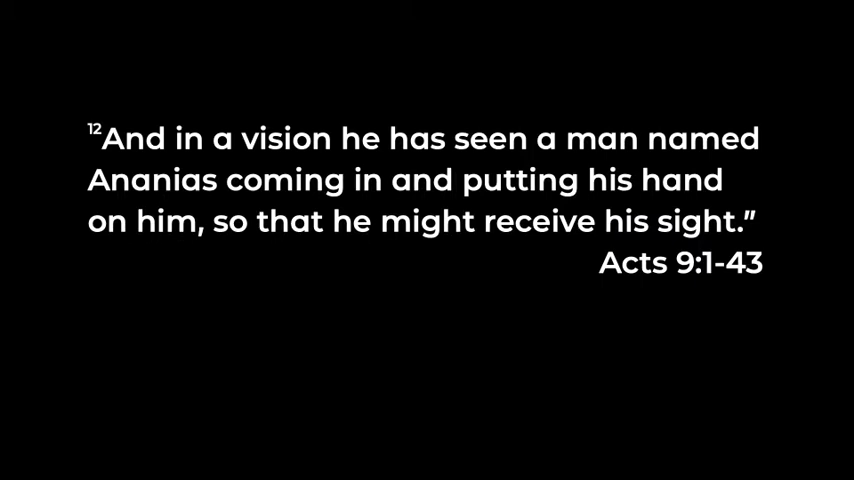 ¹²And in a vision he has seen a man named
Ananias coming in and putting his hand
on him, so that he might receive his sight.”
Acts 9:1-43